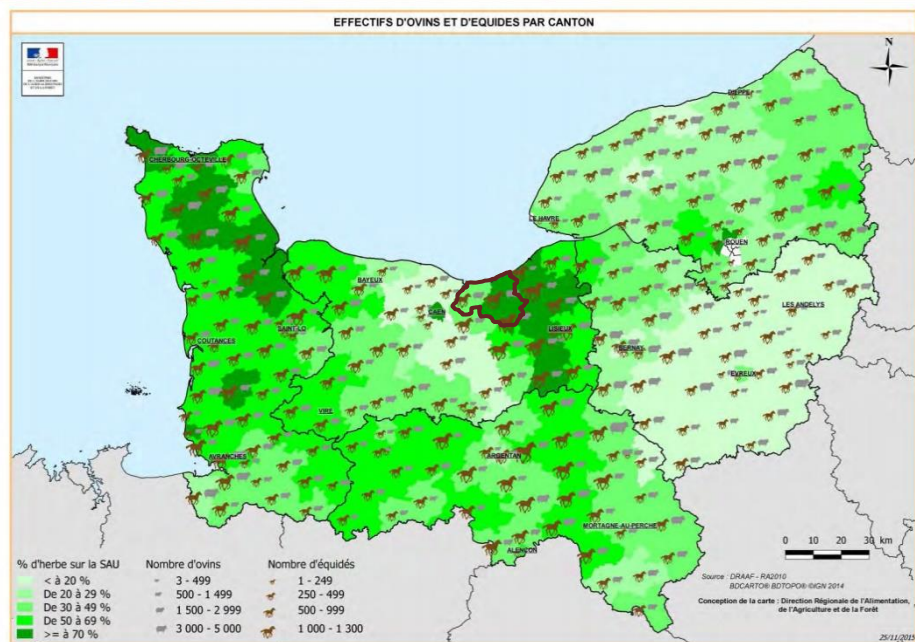 EFFECTIFS D'OVINS ET D'EQUIDES PAR CANTON
N
DIEPPE
CHERBOURG-OCTEVILLE
LE HAVRE
ROUEN
BAYEUX
CAEN
LES ANDELYS
SAINT-LO
LISIEUX
COUTANCES
BERNAY
EVREUX
VIRE
AVRANCHES
ARGENTAN
MORTAGNE-AU-PERCHE
ALENÇON
0 10 20 30 km
% d'herbe sur la SAU
< à 20 %
De 20 à 29 %
De 30 à 49 %
De 50 à 69 %
>= à 70 %
Nombre d'ovins
3 - 499
500 - 1 499
1 500 - 2 999
3 000 - 5 000
Nombre d'équidés
1 - 249
250 - 499
500 - 999
1 000 - 1 300
Source : DRAAF - RA2010
BDCARTO® BDTOPO® ©IGN 2014
Conception de la carte : Direction Régionale de l'Alimentation,
de l'Agriculture et de la Forêt
25/11/2015